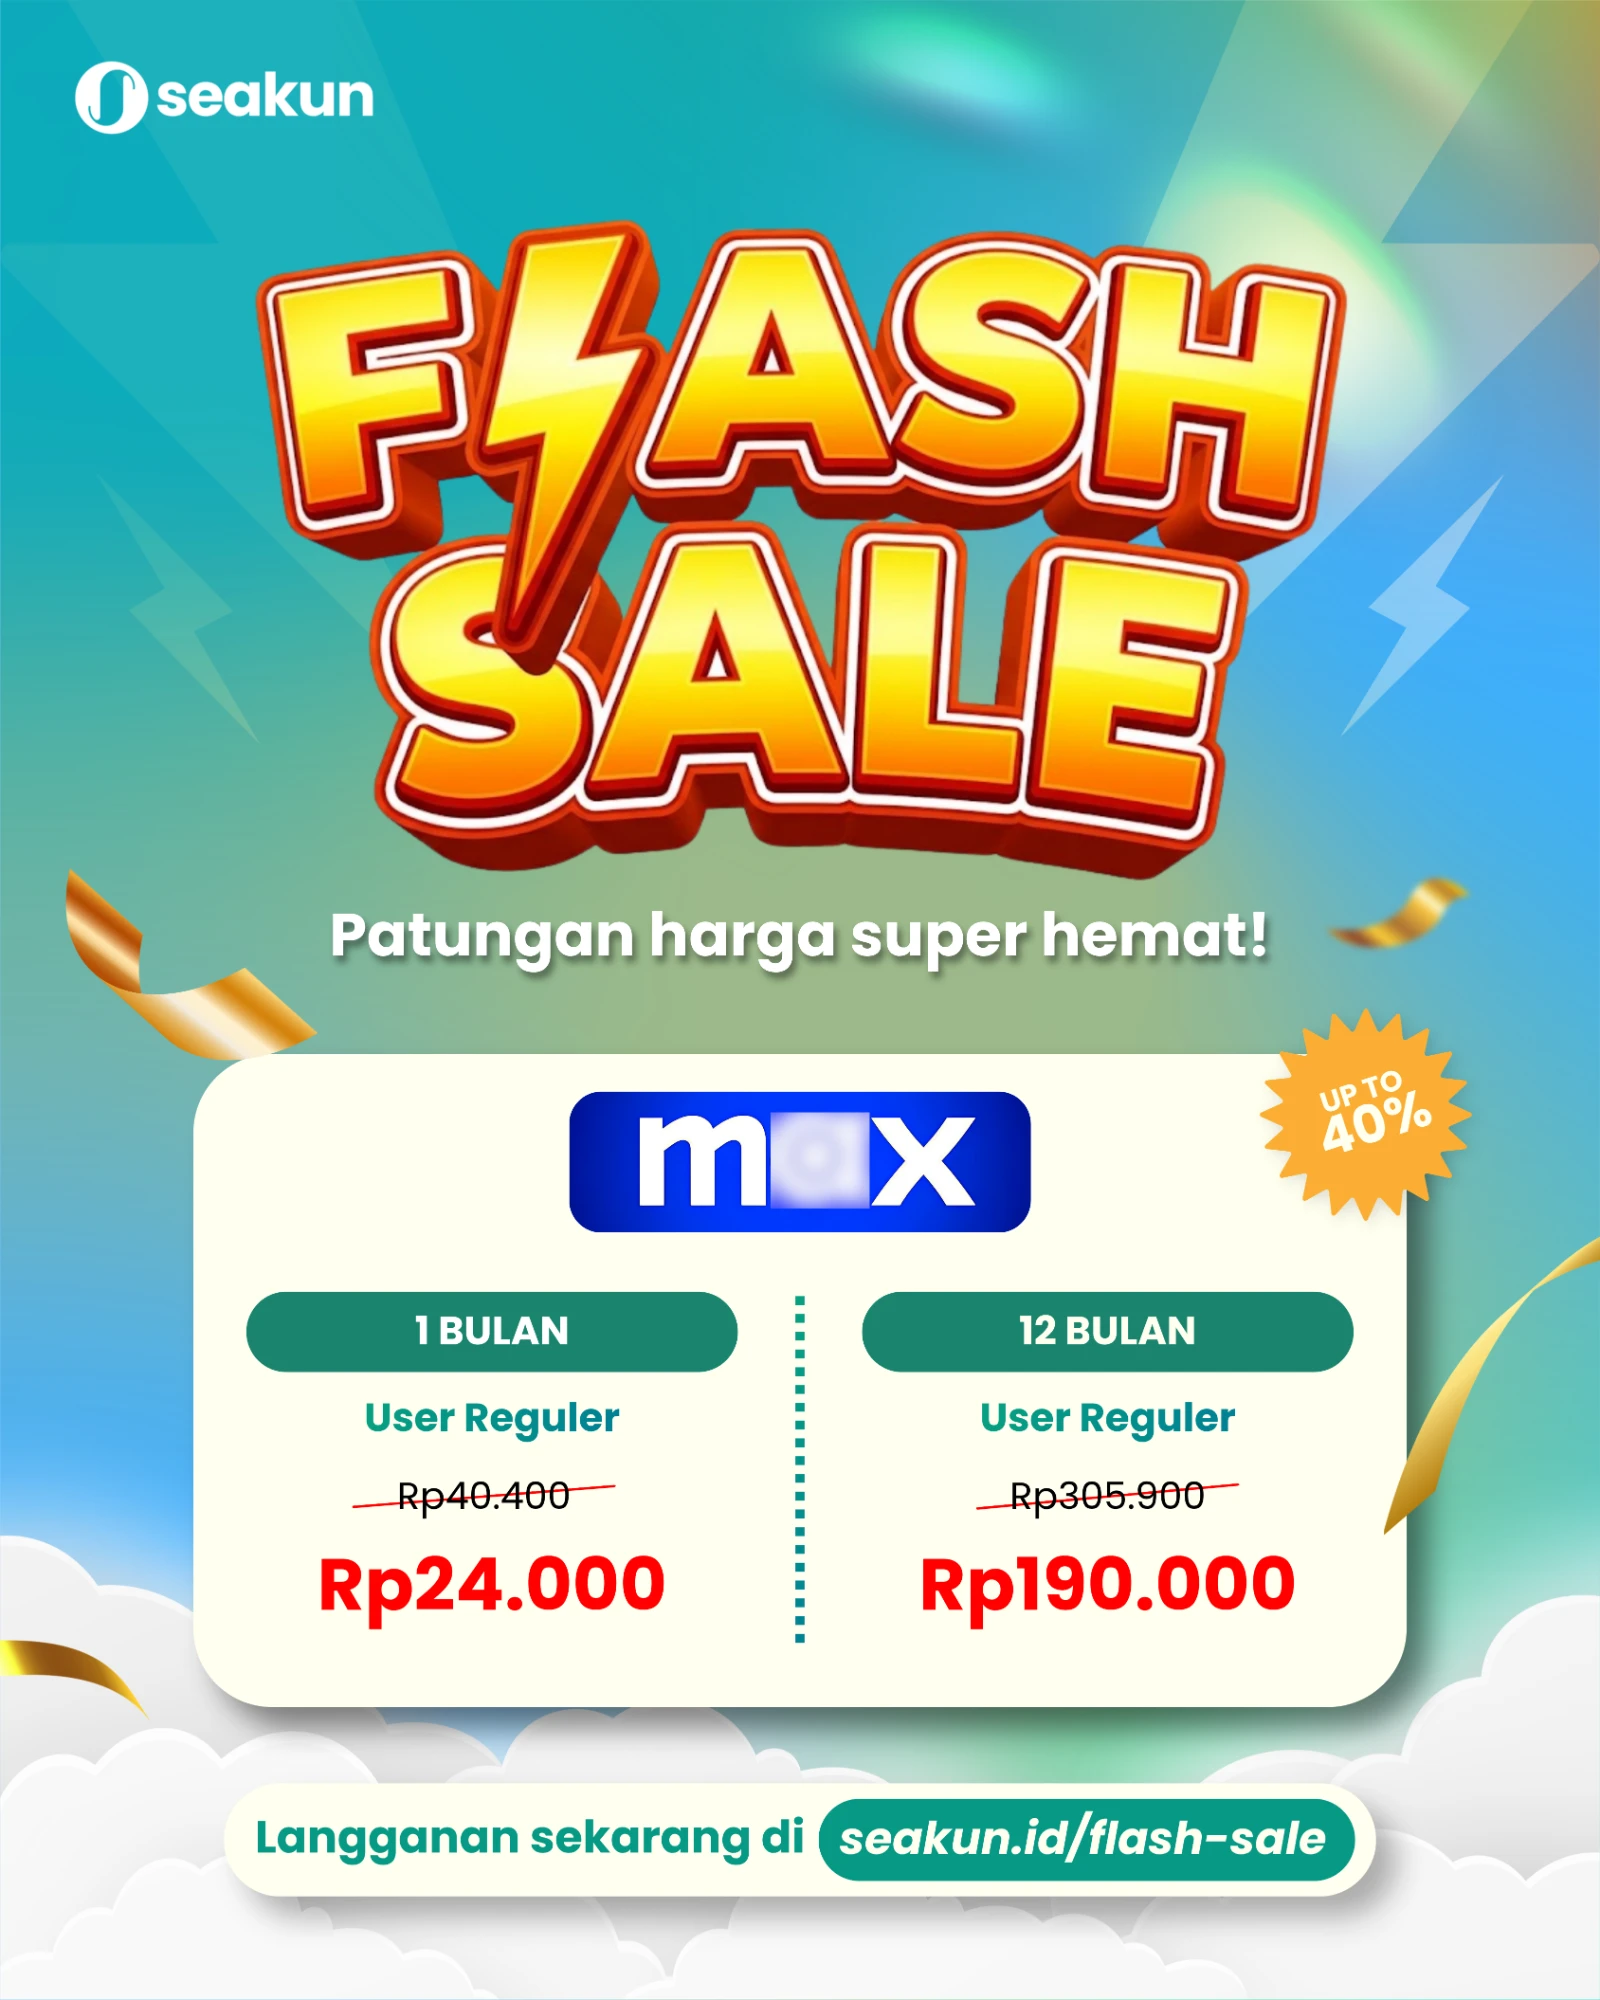 seakun
FLASH
SALE
Patungan harga super hemat!
UP TO
40%
1 BULAN
User Reguler
Rp40.400
Rp24.000
12 BULAN
User Reguler
Rp305.900
Rp190.000
Langganan sekarang di seakun.id/flash-sale